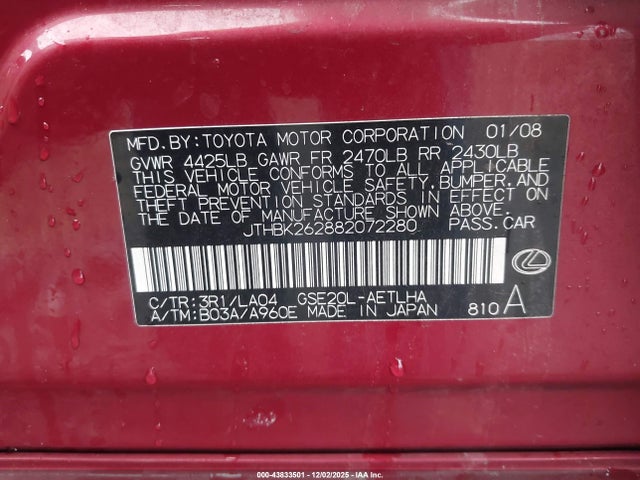 MFD.BY:TOYOTA MOTOR CORPORATION 01/08
GVWR 4425LB GAWR FR 2470LB RR 2430LB
THIS VEHICLE CONFORMS TO ALL APPLICABLE
FEDERAL MOTOR VEHICLE SAFETY,BUMPER,AND
THEFT PREVENTION STANDARDS IN EFFECT ON
THE DATE OF MANUFACTURE SHOWN ABOVE.
JTHBK262882072280 PASS.CAR
C/TR:3R1/LA04 GSE20L-AETLHA
A/TM:B03A/A960E MADE IN JAPAN 810 A
000-43833501 - 12/02/2025 - IAA Inc.